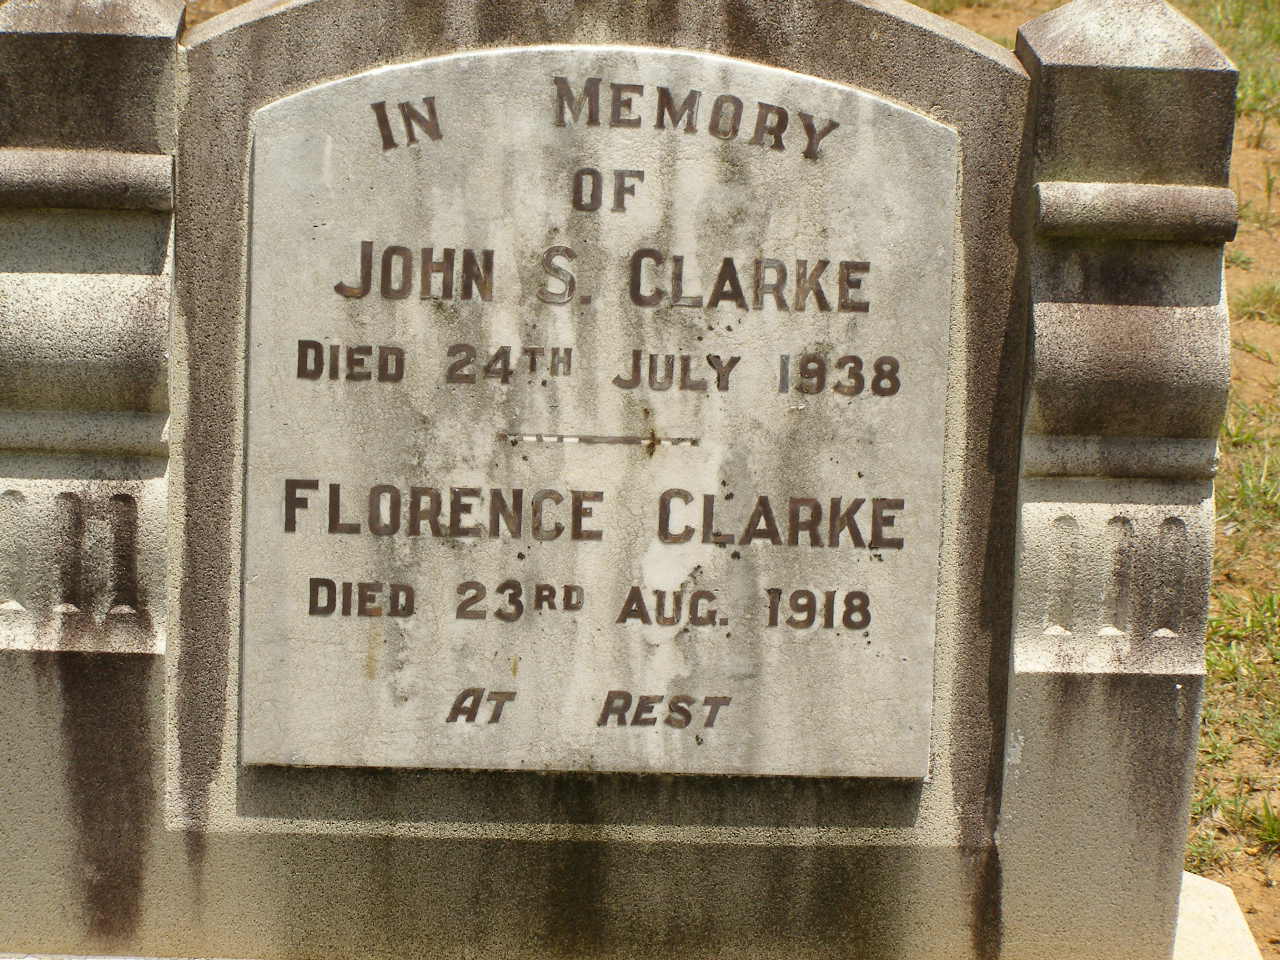 IN MEMORY
OF
JOHN S. CLARKE
DIED 24TH JULY 1938
FLORENCE CLARKE
DIED 23RD AUG. 1918
AT REST